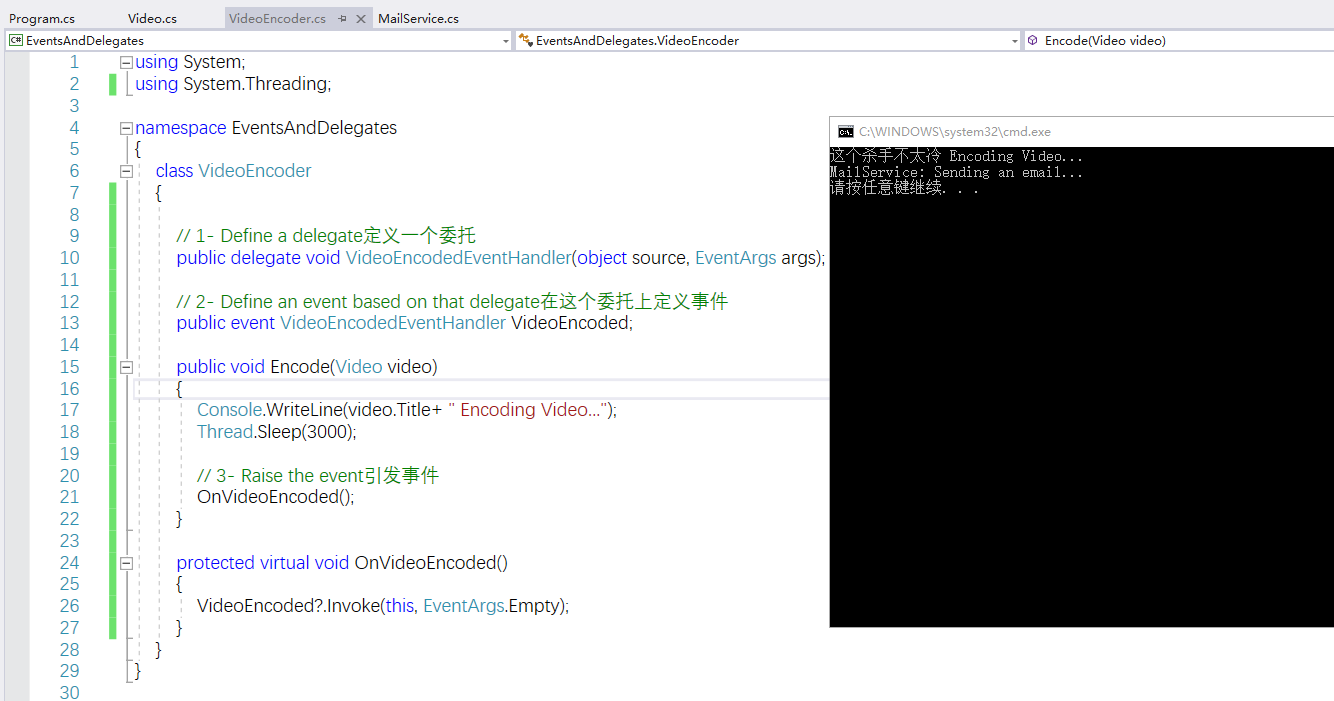 Program.cs Video.cs VideoEncoder.cs MailService.cs
C# EventsAndDelegates EventsAndDelegates.VideoEncoder Encode(Video video)
1 using System;
2 using System.Threading;
3
4 namespace EventsAndDelegates
5 {
6 class VideoEncoder
7 {
8
9 // 1- Define a delegate定义一个委托
10 public delegate void VideoEncodedEventHandler(object source, EventArgs args);
11
12 // 2- Define an event based on that delegate在这个委托上定义事件
13 public event VideoEncodedEventHandler VideoEncoded;
14
15 public void Encode(Video video)
16 {
17 Console.WriteLine(video.Title+ " Encoding Video...");
18 Thread.Sleep(3000);
19
20 // 3- Raise the event引发事件
21 OnVideoEncoded();
22 }
23
24 protected virtual void OnVideoEncoded()
25 {
26 VideoEncoded?.Invoke(this, EventArgs.Empty);
27 }
28 }
29 }
30
C:\WINDOWS\system32\cmd.exe
这个杀手不太冷 Encoding Video...
MailService: Sending an email...
请按任意键继续. . .